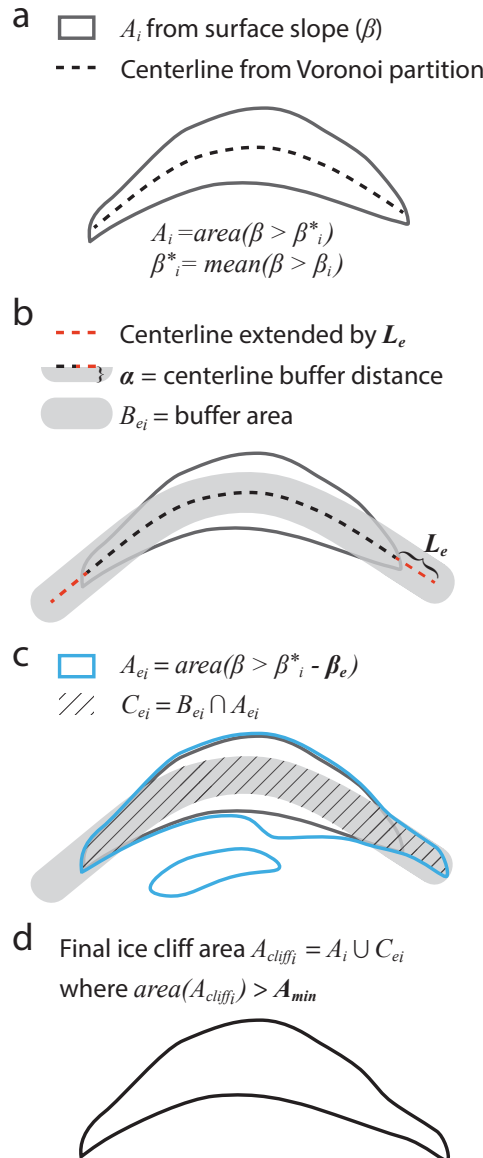 a
A_i from surface slope (β)
Centerline from Voronoi partition
A_i =area(β > β*_i)
β*_i = mean(β > β_i)
b
Centerline extended by L_e
α = centerline buffer distance
B_ei = buffer area
L_e
c
A_ei = area(β > β*_i - β_e)
C_ei = B_ei ∩ A_ei
d
Final ice cliff area A_cliffi = A_i ∪ C_ei
where area(A_cliffi) > A_min